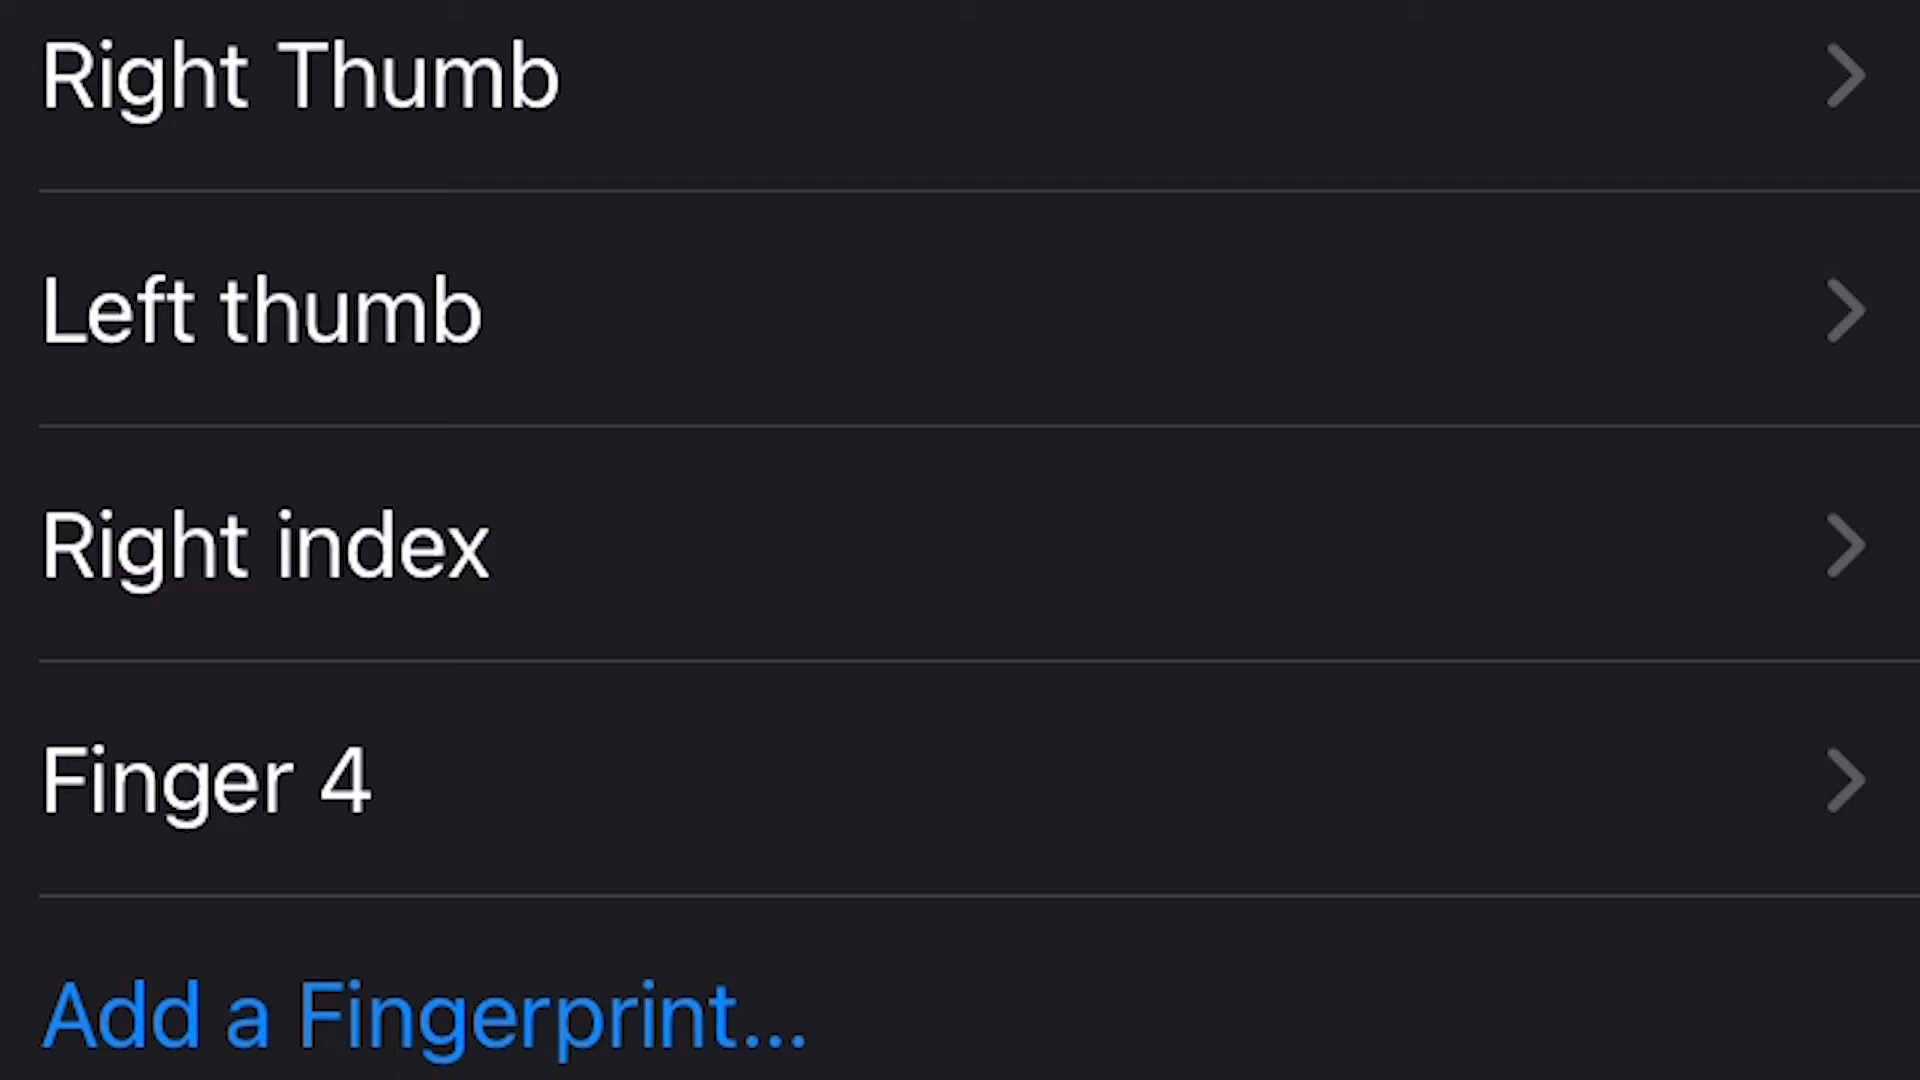 Right Thumb
Left thumb
Right index
Finger 4
Add a Fingerprint...